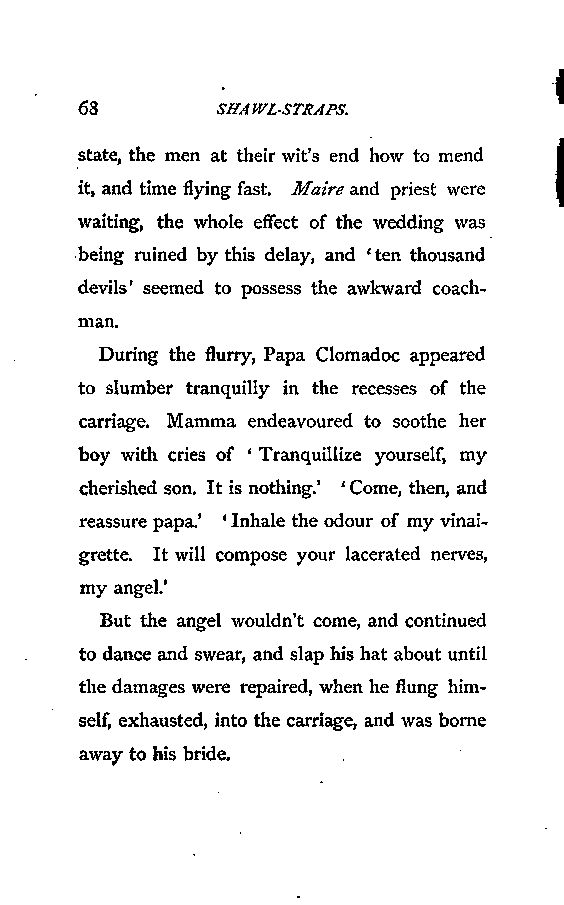 68 SHAWL-STRAPS.
state, the men at their wit's end how to mend
it, and time flying fast. Maire and priest were
waiting, the whole effect of the wedding was
being ruined by this delay, and 'ten thousand
devils' seemed to possess the awkward coach-
man.
During the flurry, Papa Clomadoc appeared
to slumber tranquilly in the recesses of the
carriage. Mamma endeavoured to soothe her
boy with cries of 'Tranquillize yourself, my
cherished son. It is nothing.' 'Come, then, and
reassure papa.' 'Inhale the odour of my vinai-
grette. It will compose your lacerated nerves,
my angel.'
But the angel wouldn't come, and continued
to dance and swear, and slap his hat about until
the damages were repaired, when he flung him-
self, exhausted, into the carriage, and was borne
away to his bride.